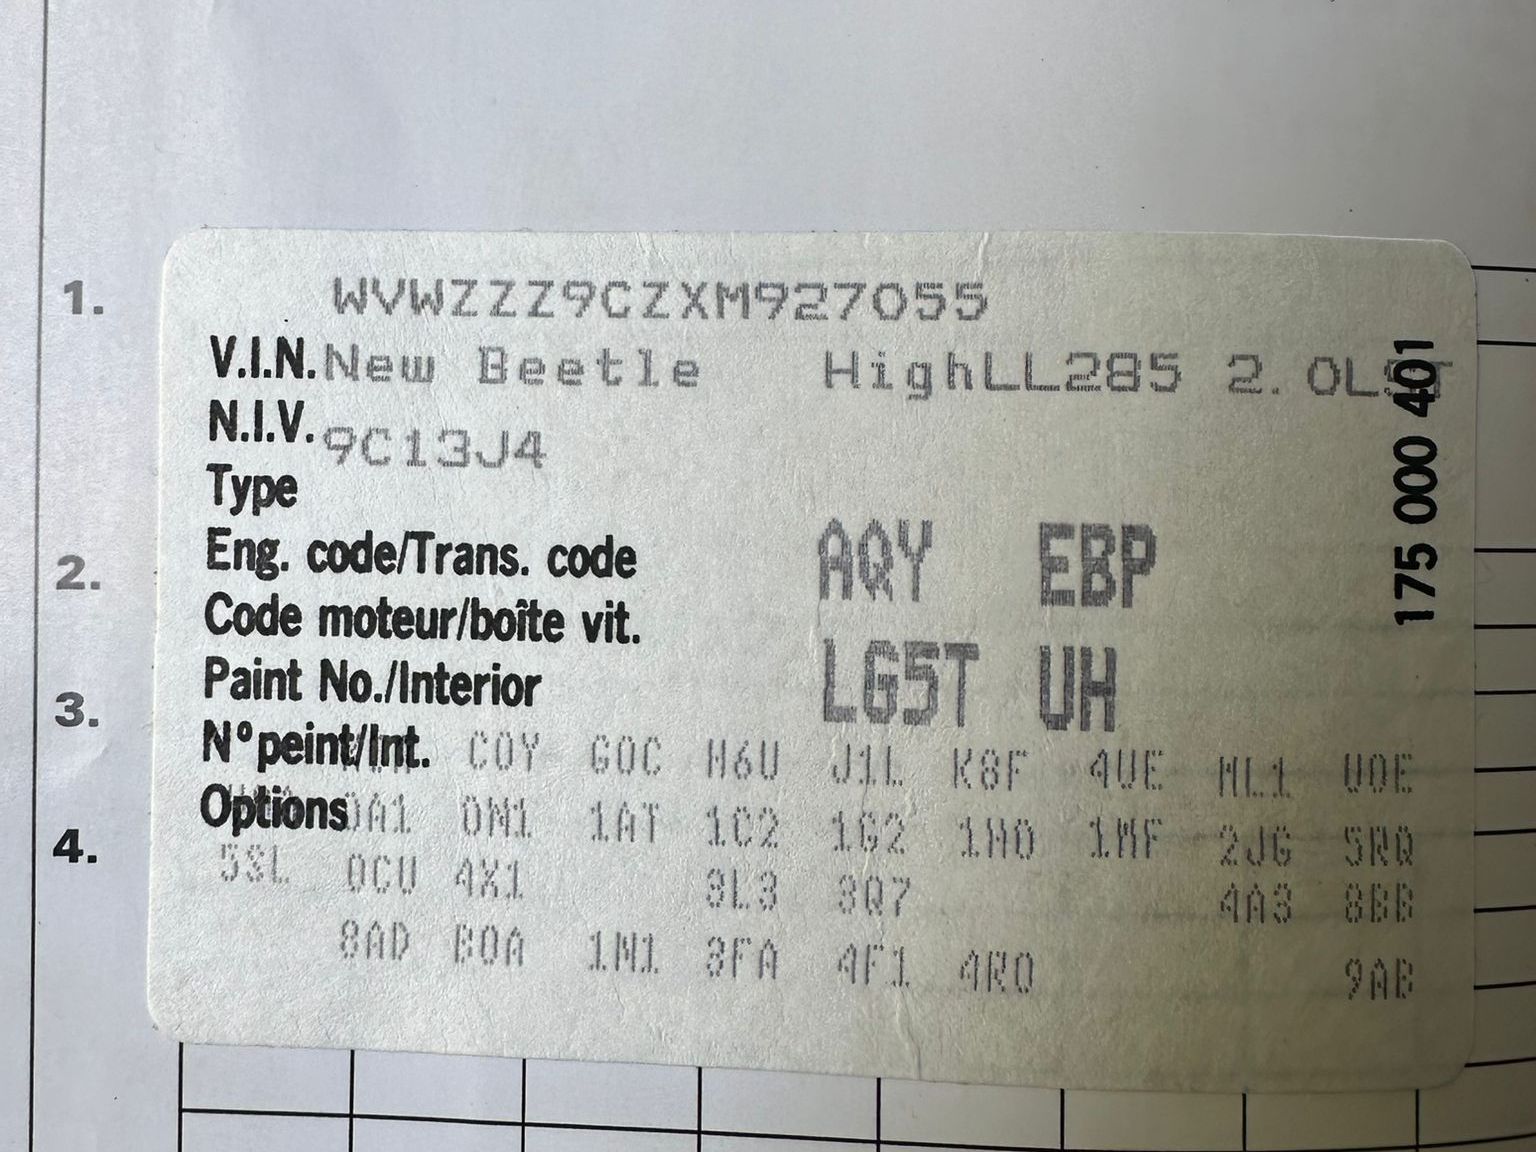 1.
WVWZZZ9CZXM927055
V.I.N. New Beetle HighLL285 2.0L
N.I.V. 9C13J4
Type
175 000 401
2.
Eng. code/Trans. code AQY EBP
Code moteur/boîte vit.
3.
Paint No./Interior LG5T UH
N° peint/Int. C0Y G0C H6U J1L K8F 4UE ML1 U0E
Options 0A1 0N1 1AT 1C2 1G2 1H0 1MF 2JG 5RQ
4.
5SL 0CU 4X1 3L3 3Q7 4A3 8BB
8AD B0A 1N1 3FA 4F1 4R0 9AB